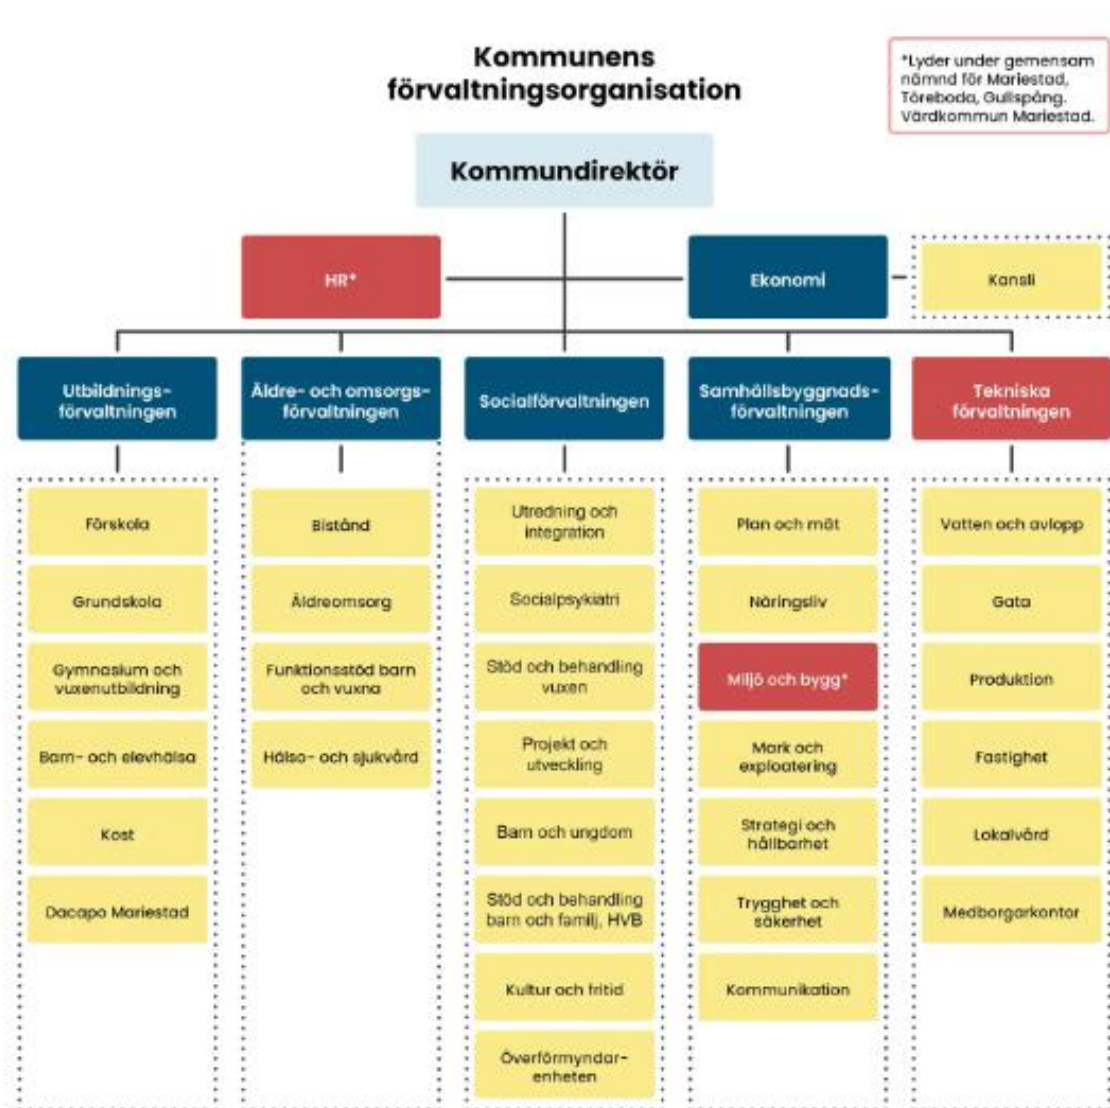 Kommunens
förvaltningsorganisation
*Lyder under gemensam
nämnd för Mariestad,
Töreboda, Gullspång.
Värdkommun Mariestad.
Kommundirektör
HR*
Ekonomi
Kansli
Utbildnings-
förvaltningen
Äldre- och omsorgs-
förvaltningen
Socialförvaltningen
Samhällsbyggnads-
förvaltningen
Tekniska
förvaltningen
Förskola
Grundskola
Gymnasium och
vuxenutbildning
Barn- och elevhälsa
Kost
Dacapo Mariestad
Bistånd
Äldreomsorg
Funktionsstöd barn
och vuxna
Hälso- och sjukvård
Utredning och
integration
Socialpsykiatri
Stöd och behandling
vuxen
Projekt och
utveckling
Barn och ungdom
Stöd och behandling
barn och familj, HVB
Kultur och fritid
Överförmyndar-
enheten
Plan och mät
Näringsliv
Miljö och bygg*
Mark och
exploatering
Strategi och
hållbarhet
Trygghet och
säkerhet
Kommunikation
Vatten och avlopp
Gata
Produktion
Fastighet
Lokalvård
Medborgarkontor